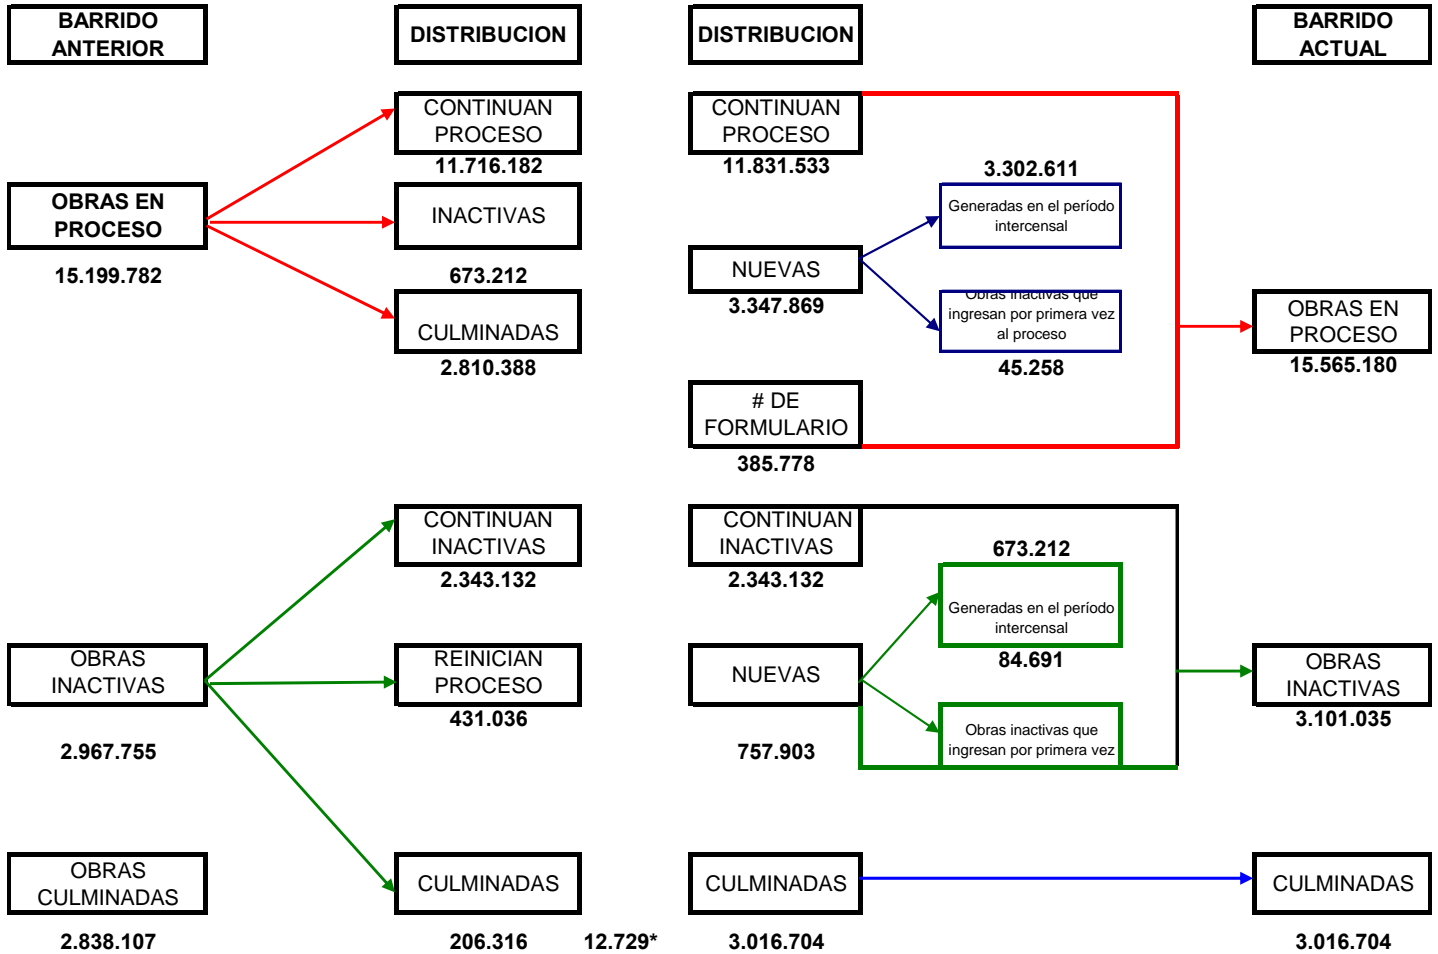 BARRIDO
ANTERIOR
DISTRIBUCION
DISTRIBUCION
BARRIDO
ACTUAL
CONTINUAN
PROCESO
11.716.182
CONTINUAN
PROCESO
11.831.533
3.302.611
OBRAS EN
PROCESO
15.199.782
INACTIVAS
673.212
Generadas en el período
intercensal
NUEVAS
3.347.869
Obras inactivas que
ingresan por primera vez
al proceso
45.258
OBRAS EN
PROCESO
15.565.180
CULMINADAS
2.810.388
# DE
FORMULARIO
385.778
CONTINUAN
INACTIVAS
2.343.132
CONTINUAN
INACTIVAS
2.343.132
673.212
Generadas en el período
intercensal
84.691
OBRAS
INACTIVAS
2.967.755
REINICIAN
PROCESO
431.036
NUEVAS
757.903
Obras inactivas que
ingresan por primera vez
OBRAS
INACTIVAS
3.101.035
OBRAS
CULMINADAS
2.838.107
CULMINADAS
206.316
12.729*
CULMINADAS
3.016.704
CULMINADAS
3.016.704